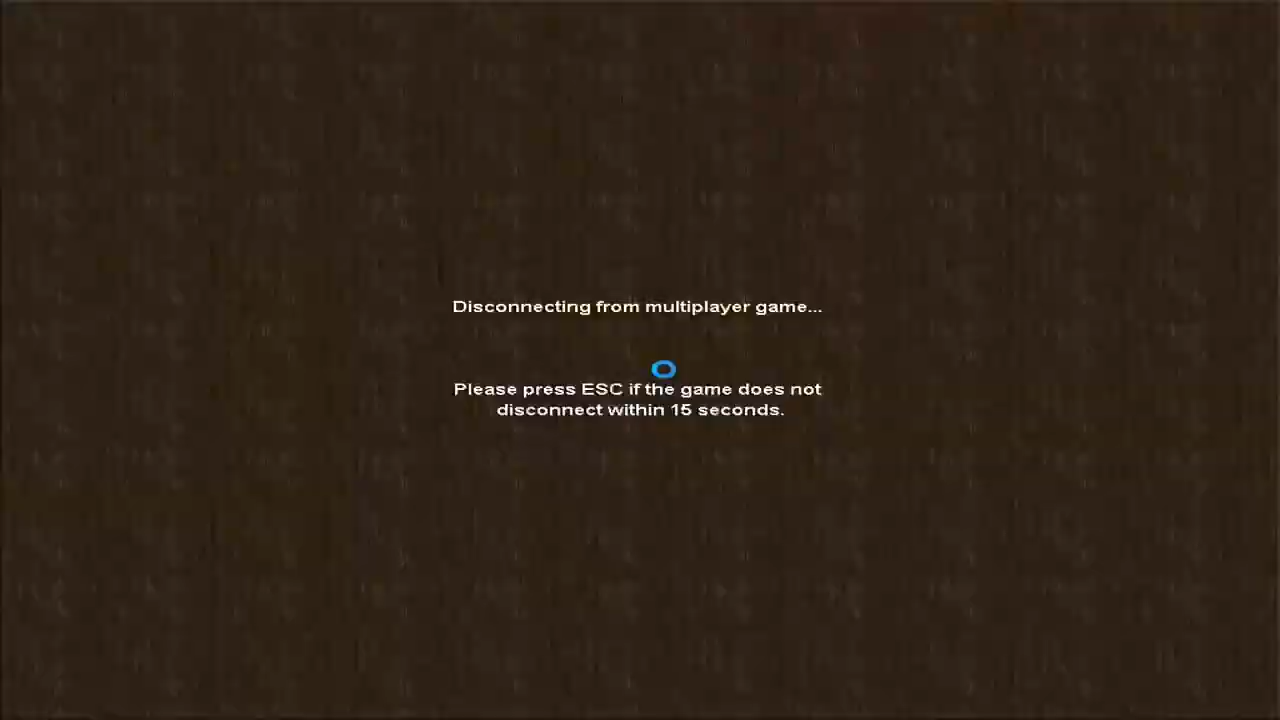 Disconnecting from multiplayer game...
Please press ESC if the game does not
disconnect within 15 seconds.